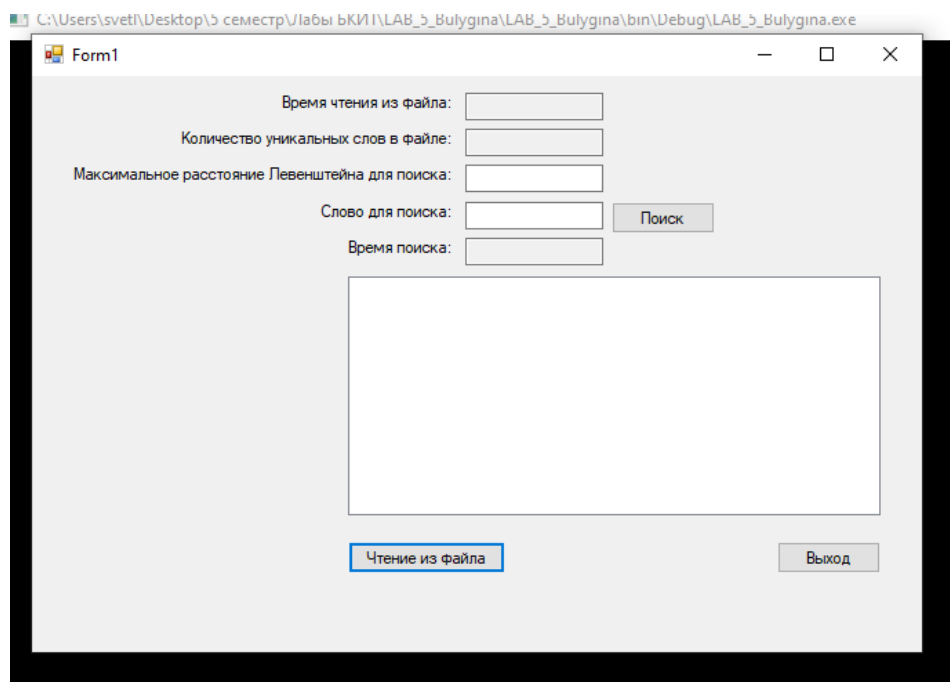 C:\Users\svetl\Desktop\5 семестр\Лабы БКИТ\LAB_5_Bulygina\LAB_5_Bulygina\bin\Debug\LAB_5_Bulygina.exe
Form1
Время чтения из файла:
Количество уникальных слов в файле:
Максимальное расстояние Левенштейна для поиска:
Слово для поиска: Поиск
Время поиска:
Чтение из файла Выход